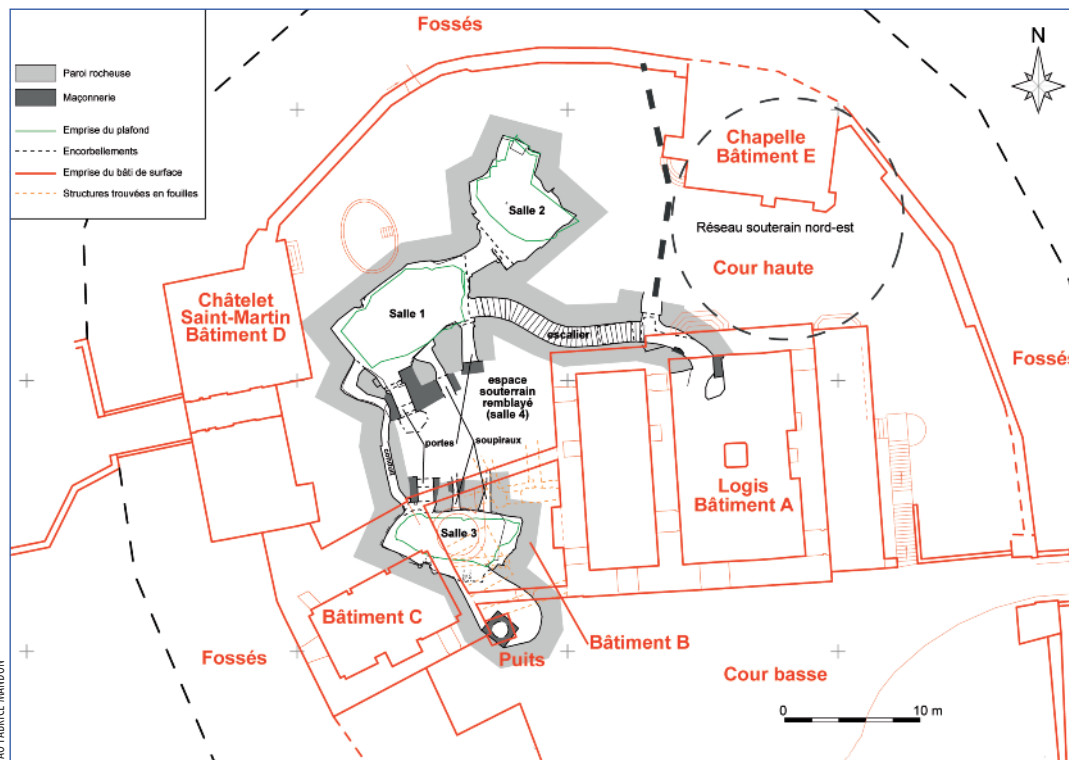 Fossés
N
Paroi rocheuse
Maçonnerie
Emprise du plafond
Encorbellements
Emprise du bâti de surface
Structures trouvées en fouilles
Chapelle
Bâtiment E
Salle 2
Réseau souterain nord-est
Cour haute
Châtelet
Saint-Martin
Bâtiment D
Salle 1
escalier
Fossés
espace
souterrain
remblayé
(salle 4)
portes
soupiraux
conduit
Logis
Bâtiment A
Salle 3
Bâtiment C
Bâtiment B
Fossés
Puits
Cour basse
0
10 m